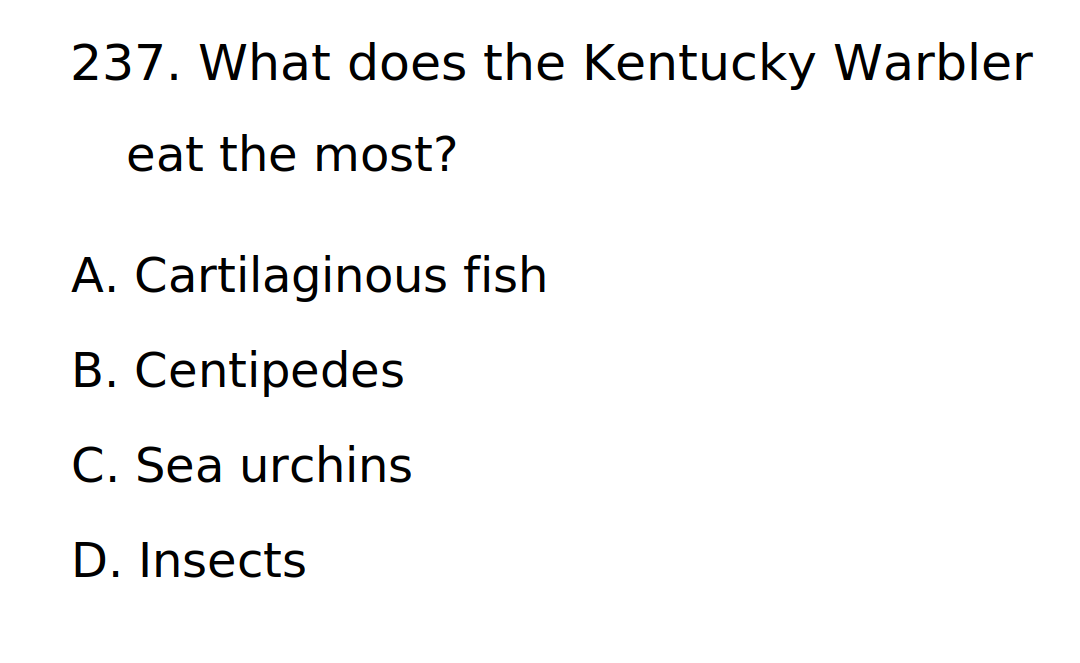 237. What does the Kentucky Warbler
eat the most?
A. Cartilaginous fish
B. Centipedes
C. Sea urchins
D. Insects